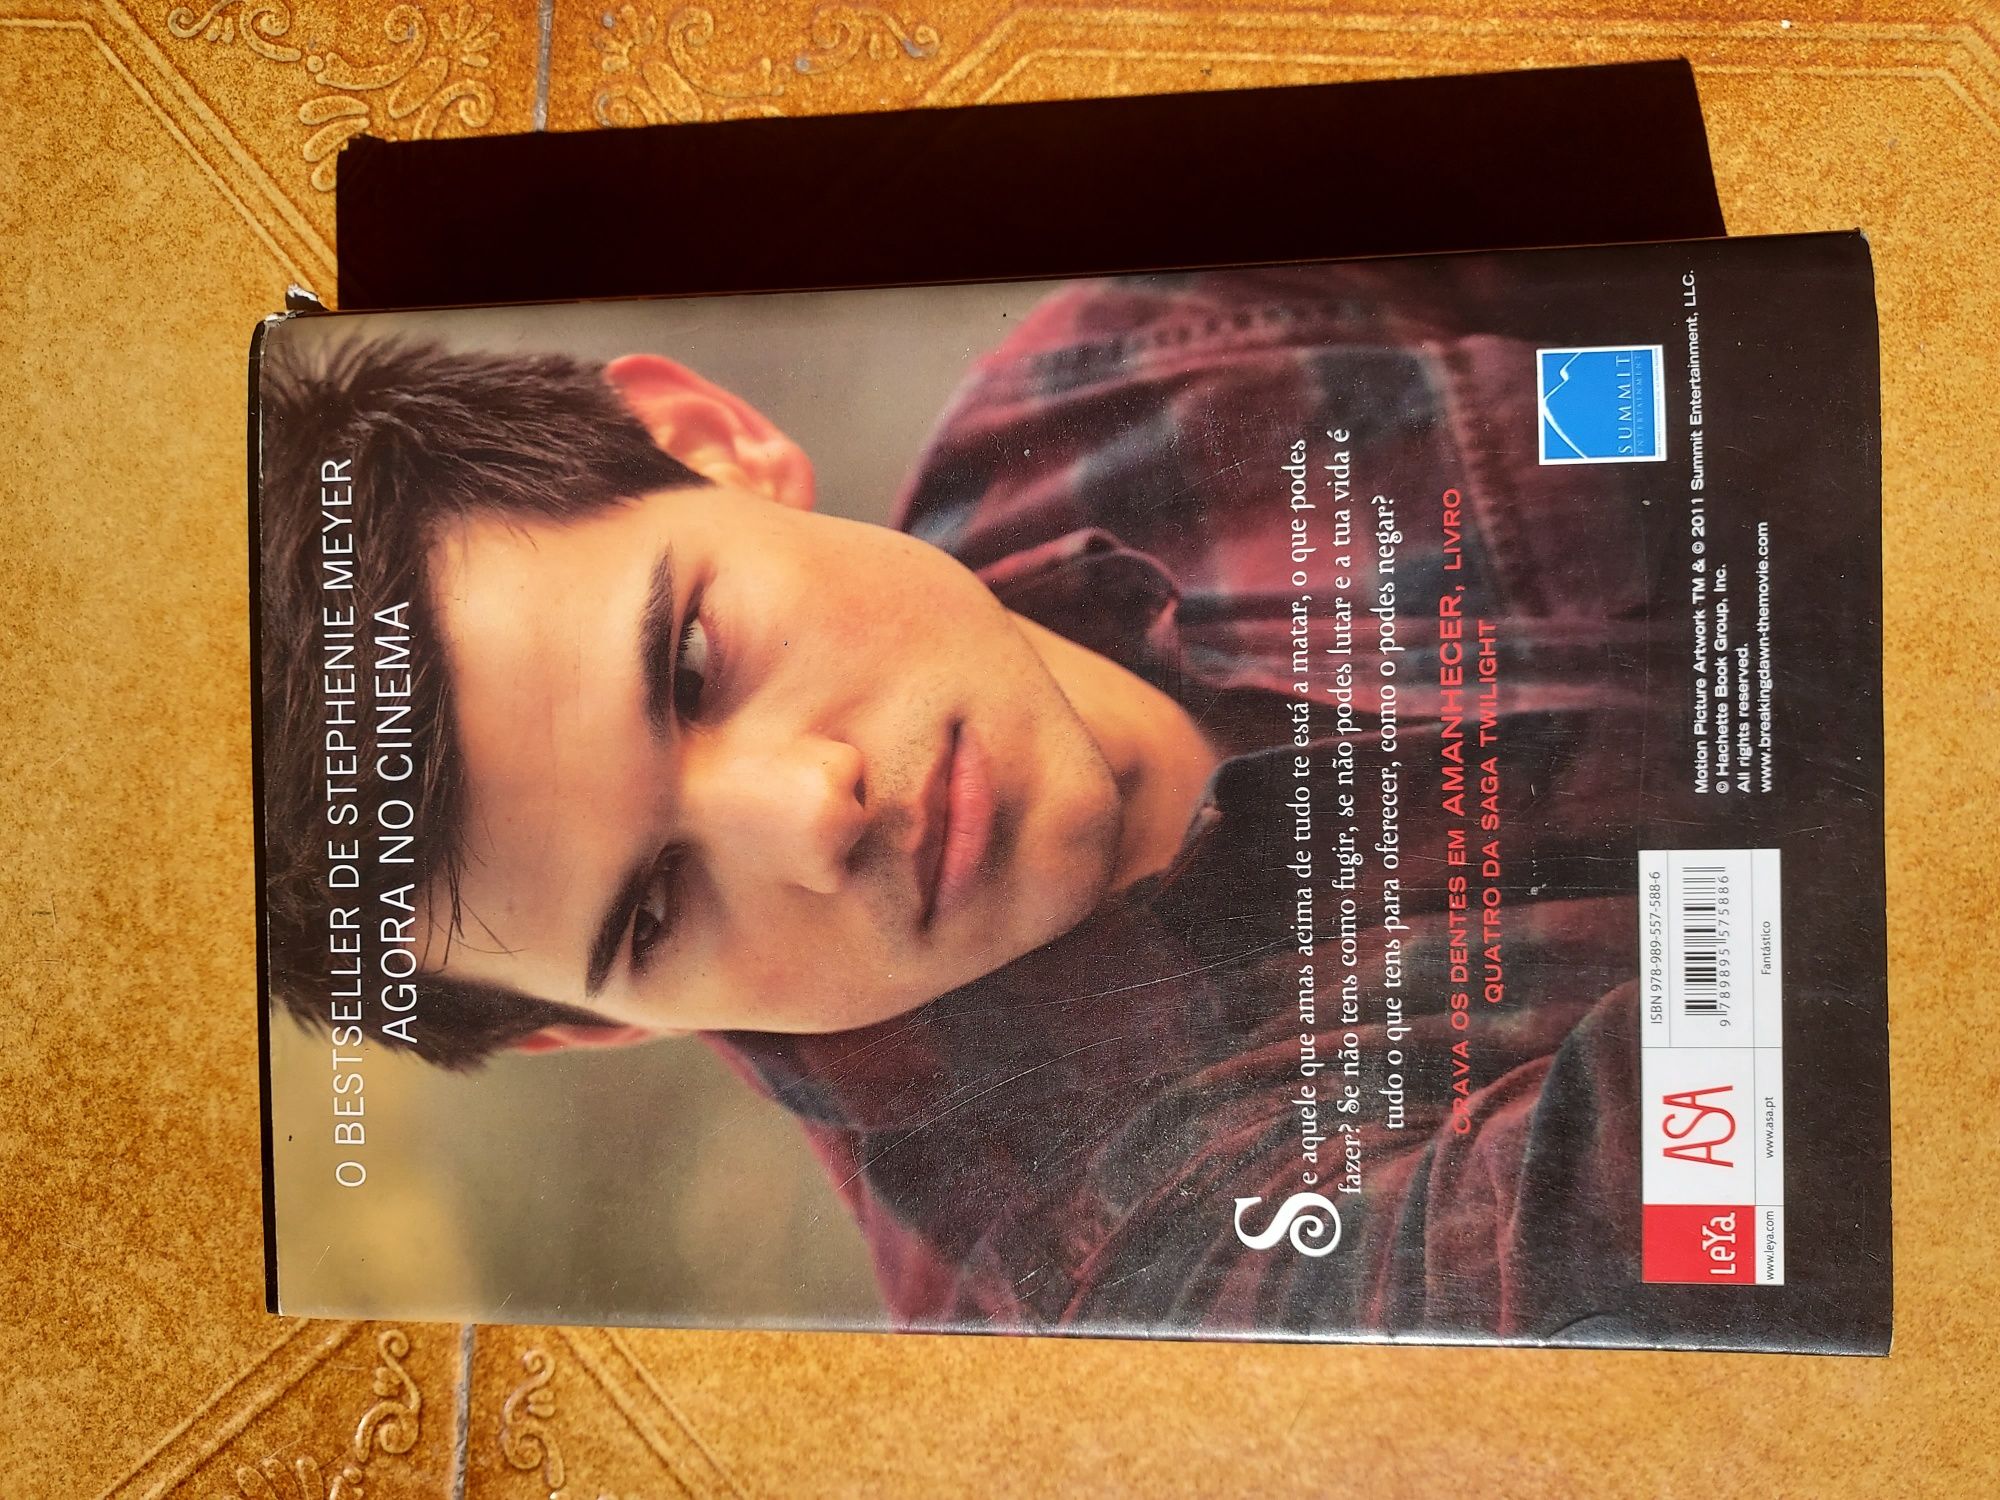 O BESTSELLER DE STEPHENIE MEYER
AGORA NO CINEMA
Se aquele que amas acima de tudo te está a matar, o que podes
fazer? Se não tens como fugir, se não podes lutar e a tua vida é
tudo o que tens para oferecer, como o podes negar?
CRAVA OS DENTES EM AMANHECER, LIVRO
QUATRO DA SAGA TWILIGHT
SUMMIT
ENTERTAINMENT
Motion Picture Artwork TM & © 2011 Summit Entertainment, LLC.
© Hachette Book Group, Inc.
All rights reserved.
www.breakingdawn-themovie.com
LeYa
www.leya.com
ASA
www.asa.pt
ISBN 978-989-557-588-6
9 789895 575886
Fantástico